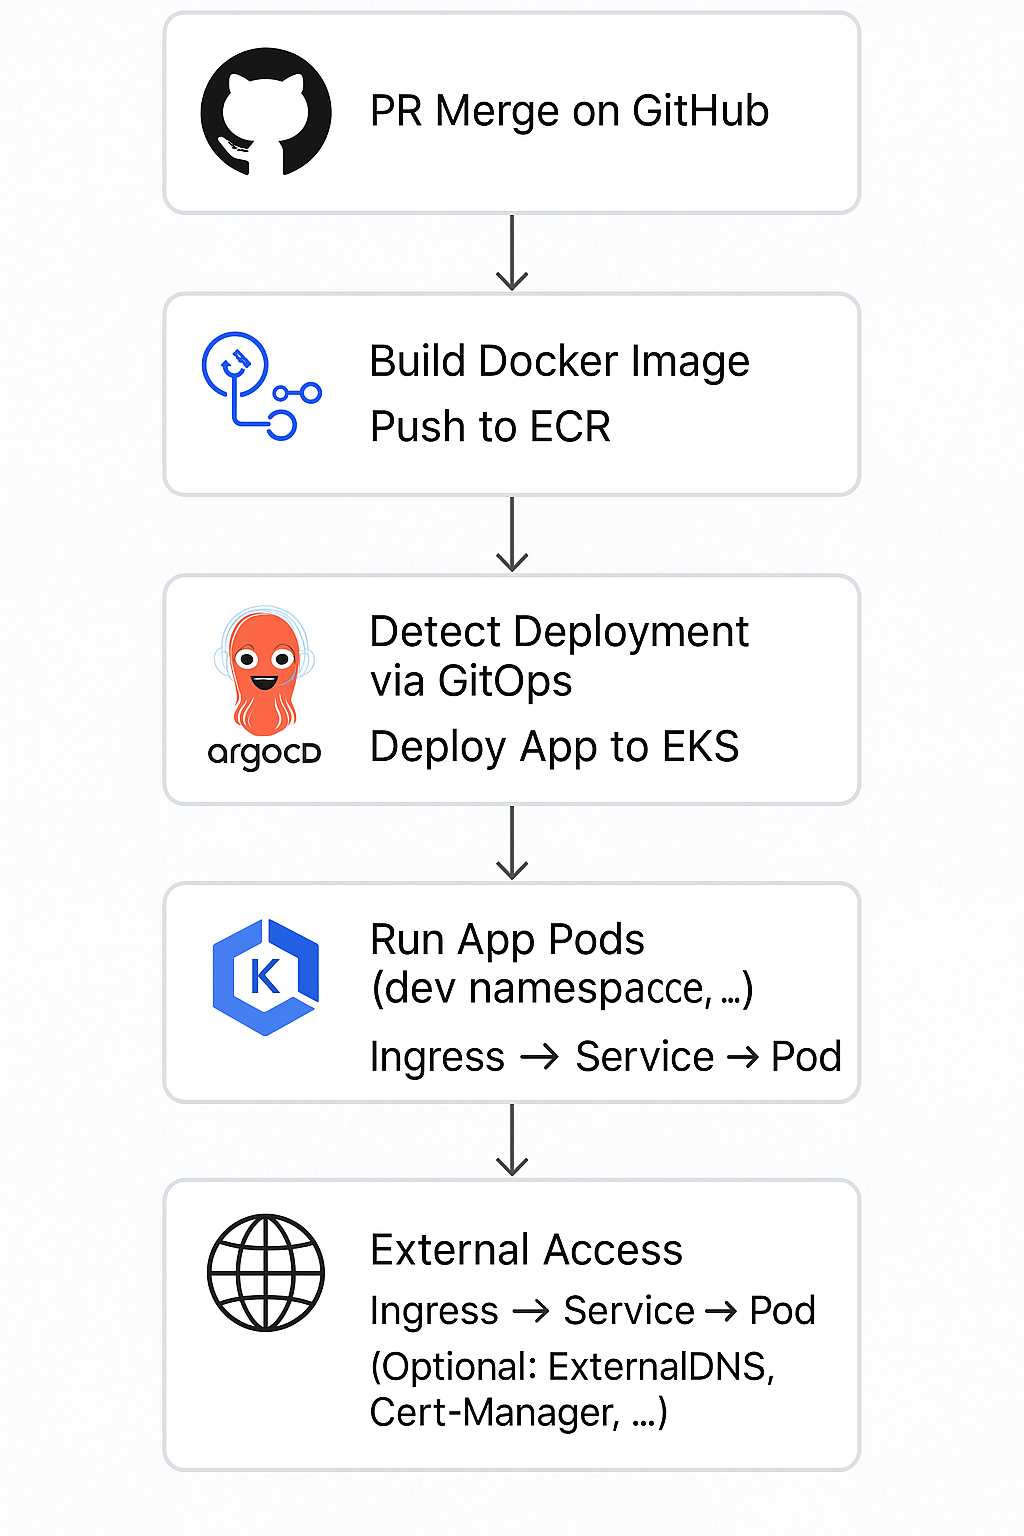 PR Merge on GitHub
Build Docker Image
Push to ECR
Detect Deployment
via GitOps
Deploy App to EKS
argoCD
Run App Pods
(dev namespacce, ...)
K
Ingress → Service → Pod
External Access
Ingress → Service → Pod
(Optional: ExternalDNS,
Cert-Manager, ...)